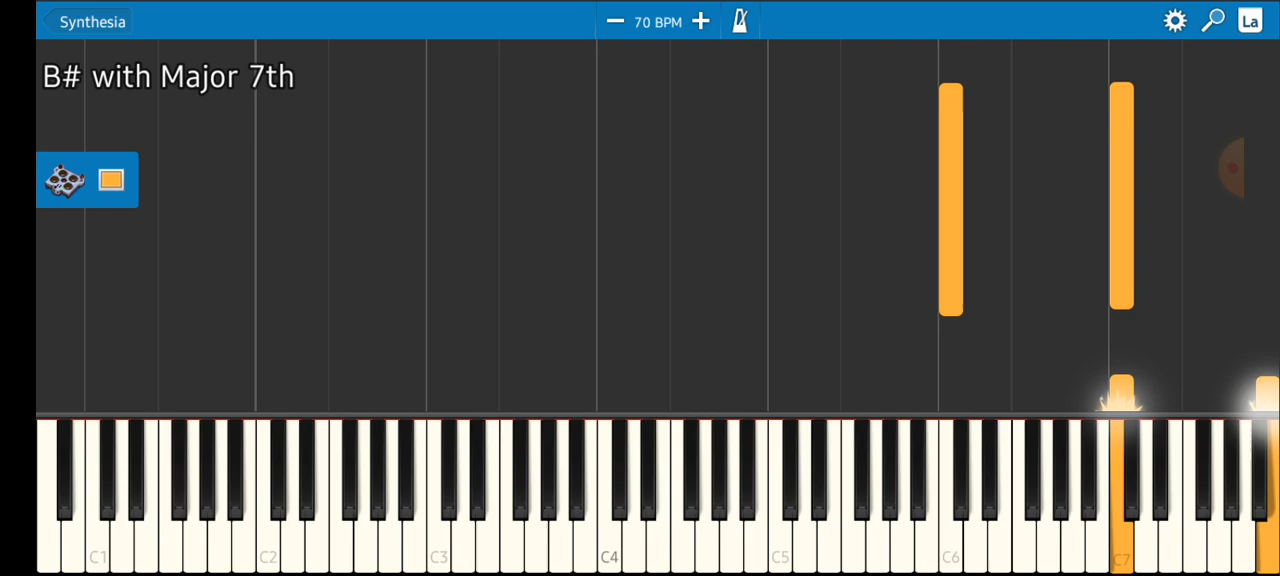 Synthesia
70 BPM
La
B# with Major 7th
C1
C2
C3
C4
C5
C6
C7